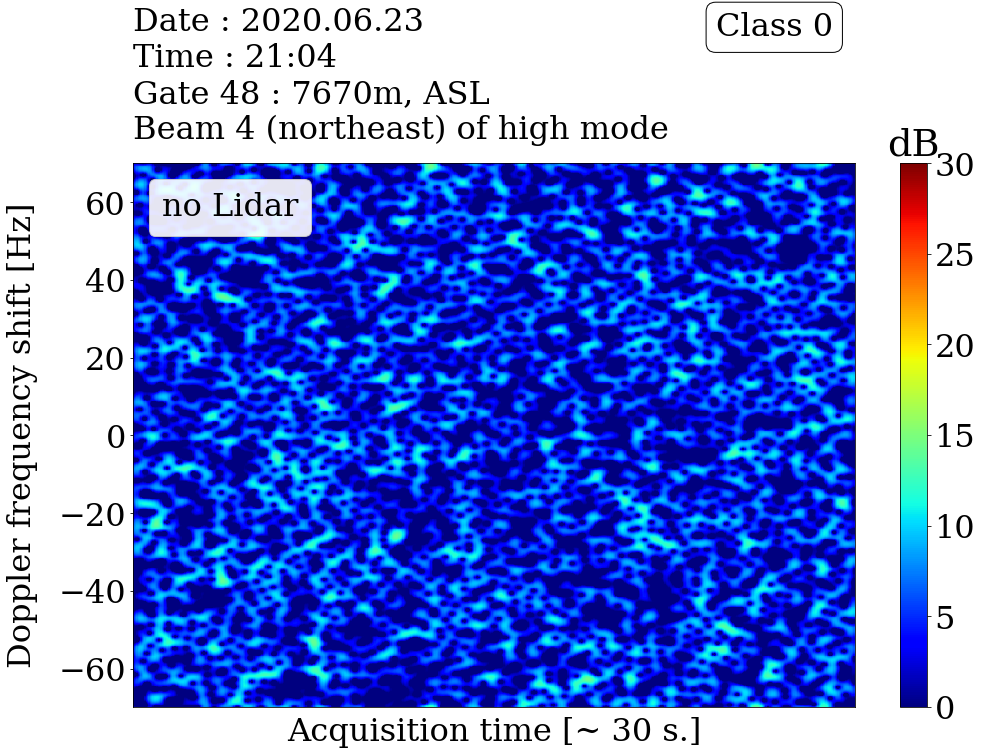 Date : 2020.06.23
Time : 21:04
Gate 48 : 7670m, ASL
Beam 4 (northeast) of high mode
Class 0
dB
no Lidar
Doppler frequency shift [Hz]
60
40
20
0
−20
−40
−60
Acquisition time [~ 30 s.]
30
25
20
15
10
5
0